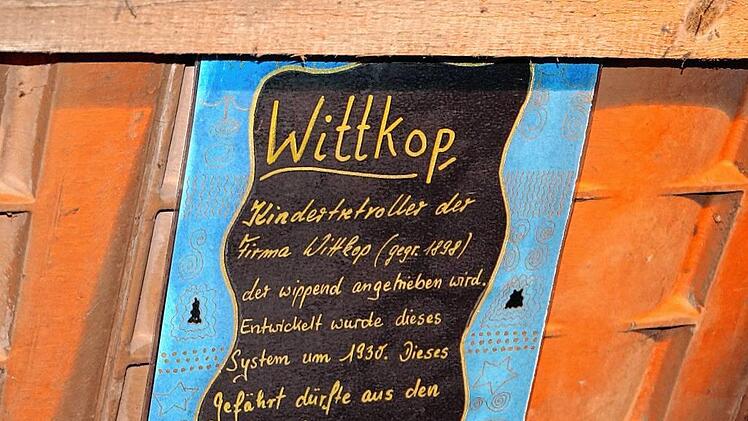 Wittkop
Kindertretroller der
Firma Wittkop (gegr. 1898)
der wippend angetrieben wird.
Entwickelt wurde dieses
System um 1930. Dieses
Gefährt dürfte aus den